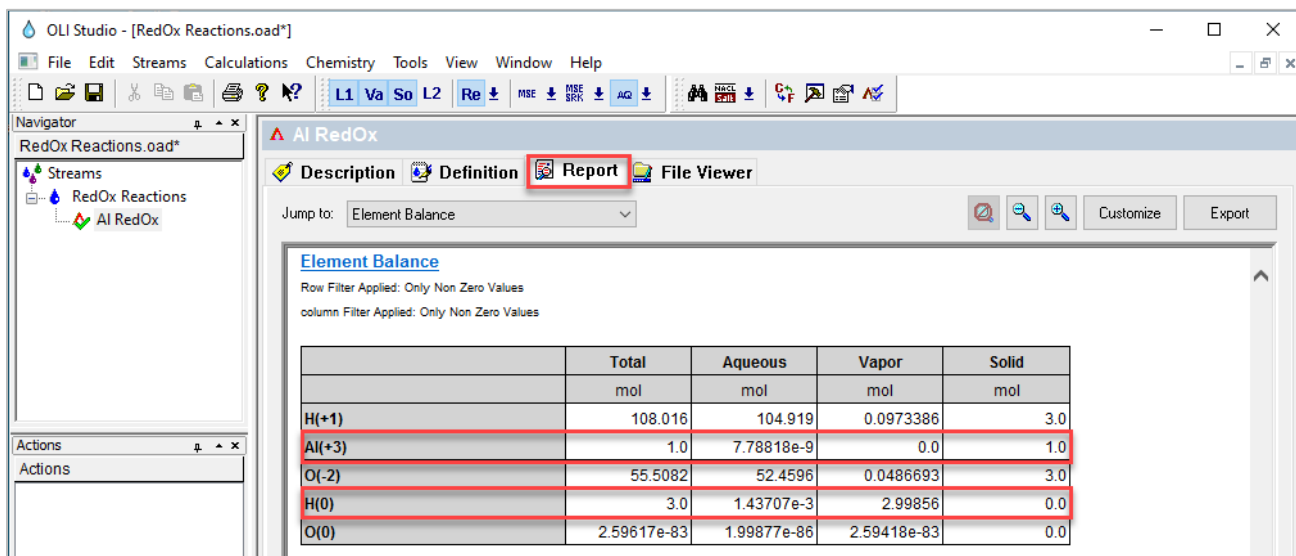 OLI Studio - [RedOx Reactions.oad*]
File Edit Streams Calculations Chemistry Tools View Window Help
L1 Va So L2 Re MSE MSE SRK AQ
Navigator
RedOx Reactions.oad*
Streams
RedOx Reactions
Al RedOx
Actions
Actions
Al RedOx
Description Definition Report File Viewer
Jump to: Element Balance Customize Export
Element Balance
Row Filter Applied: Only Non Zero Values
column Filter Applied: Only Non Zero Values
Total Aqueous Vapor Solid
mol mol mol mol
H(+1) 108.016 104.919 0.0973386 3.0
Al(+3) 1.0 7.78818e-9 0.0 1.0
O(-2) 55.5082 52.4596 0.0486693 3.0
H(0) 3.0 1.43707e-3 2.99856 0.0
O(0) 2.59617e-83 1.99877e-86 2.59418e-83 0.0